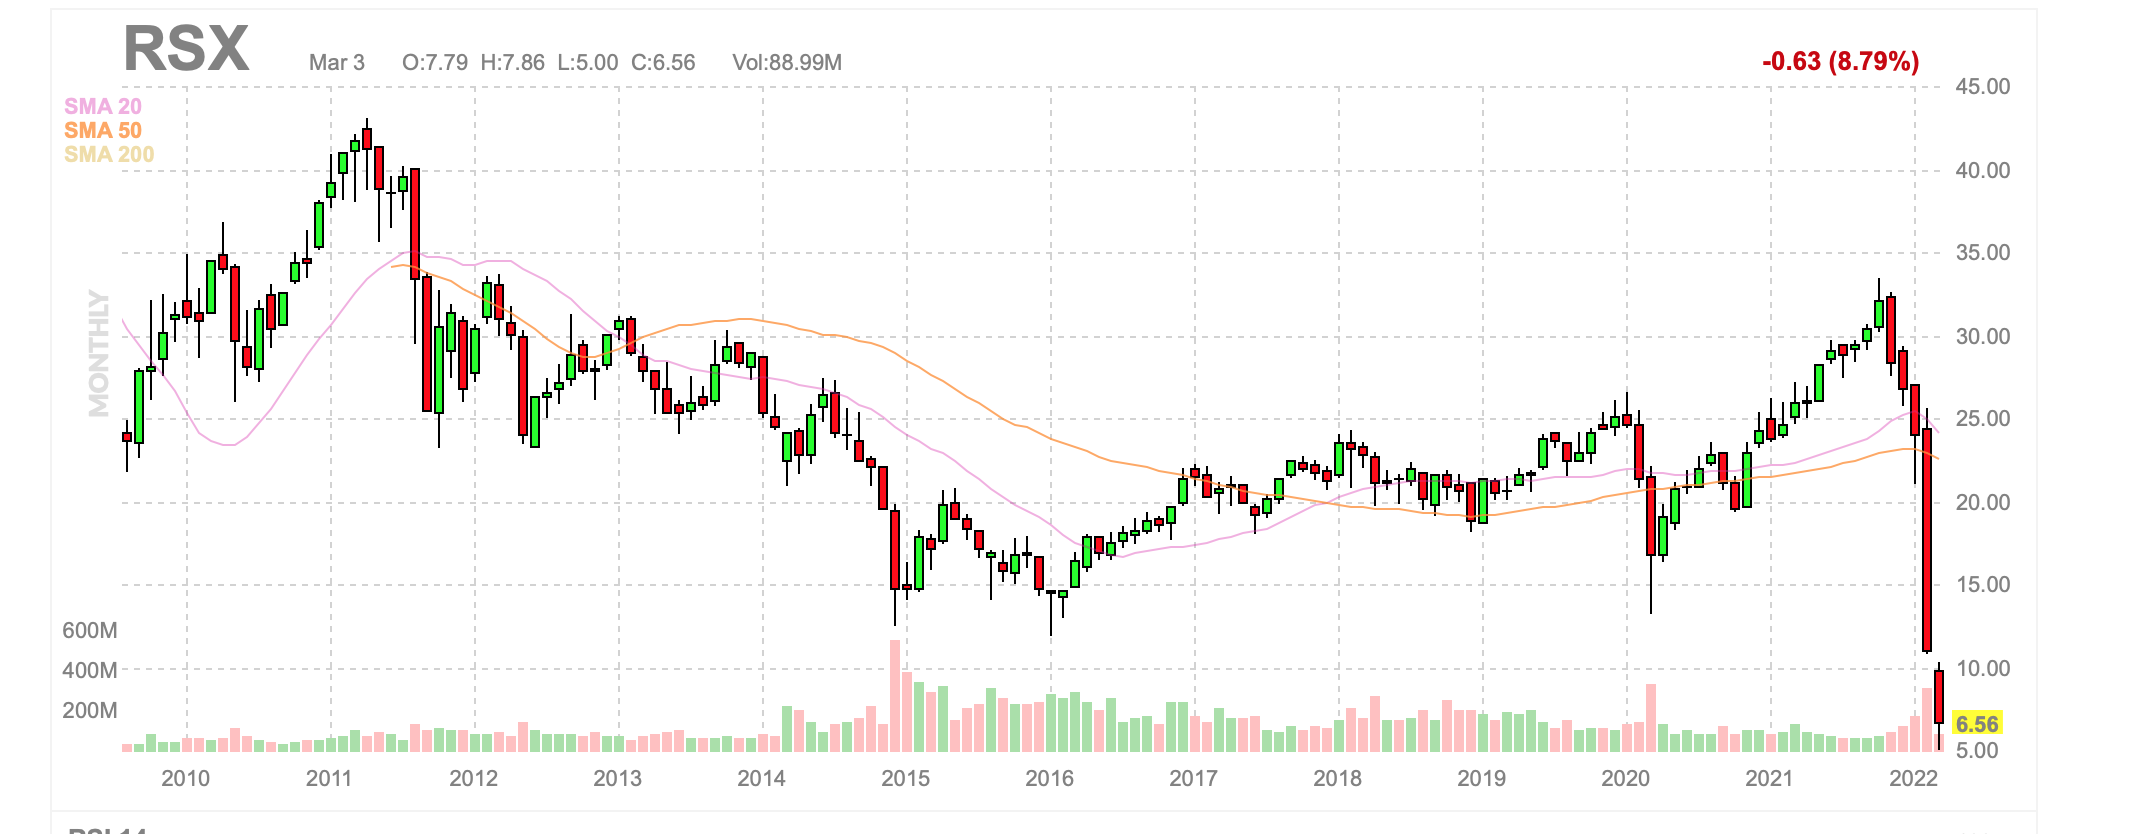 RSX Mar 3 O:7.79 H:7.86 L:5.00 C:6.56 Vol:88.99M -0.63 (8.79%)
SMA 20
SMA 50
SMA 200
MONTHLY
45.00
40.00
35.00
30.00
25.00
20.00
15.00
10.00
6.56
5.00
600M
400M
200M
2010 2011 2012 2013 2014 2015 2016 2017 2018 2019 2020 2021 2022
RSI 14